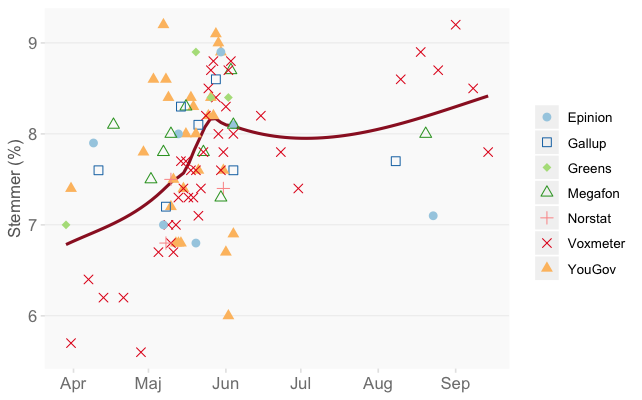 Stemmer (%)
9
8
7
6
Apr Maj Jun Jul Aug Sep
Epinion
Gallup
Greens
Megafon
Norstat
Voxmeter
YouGov